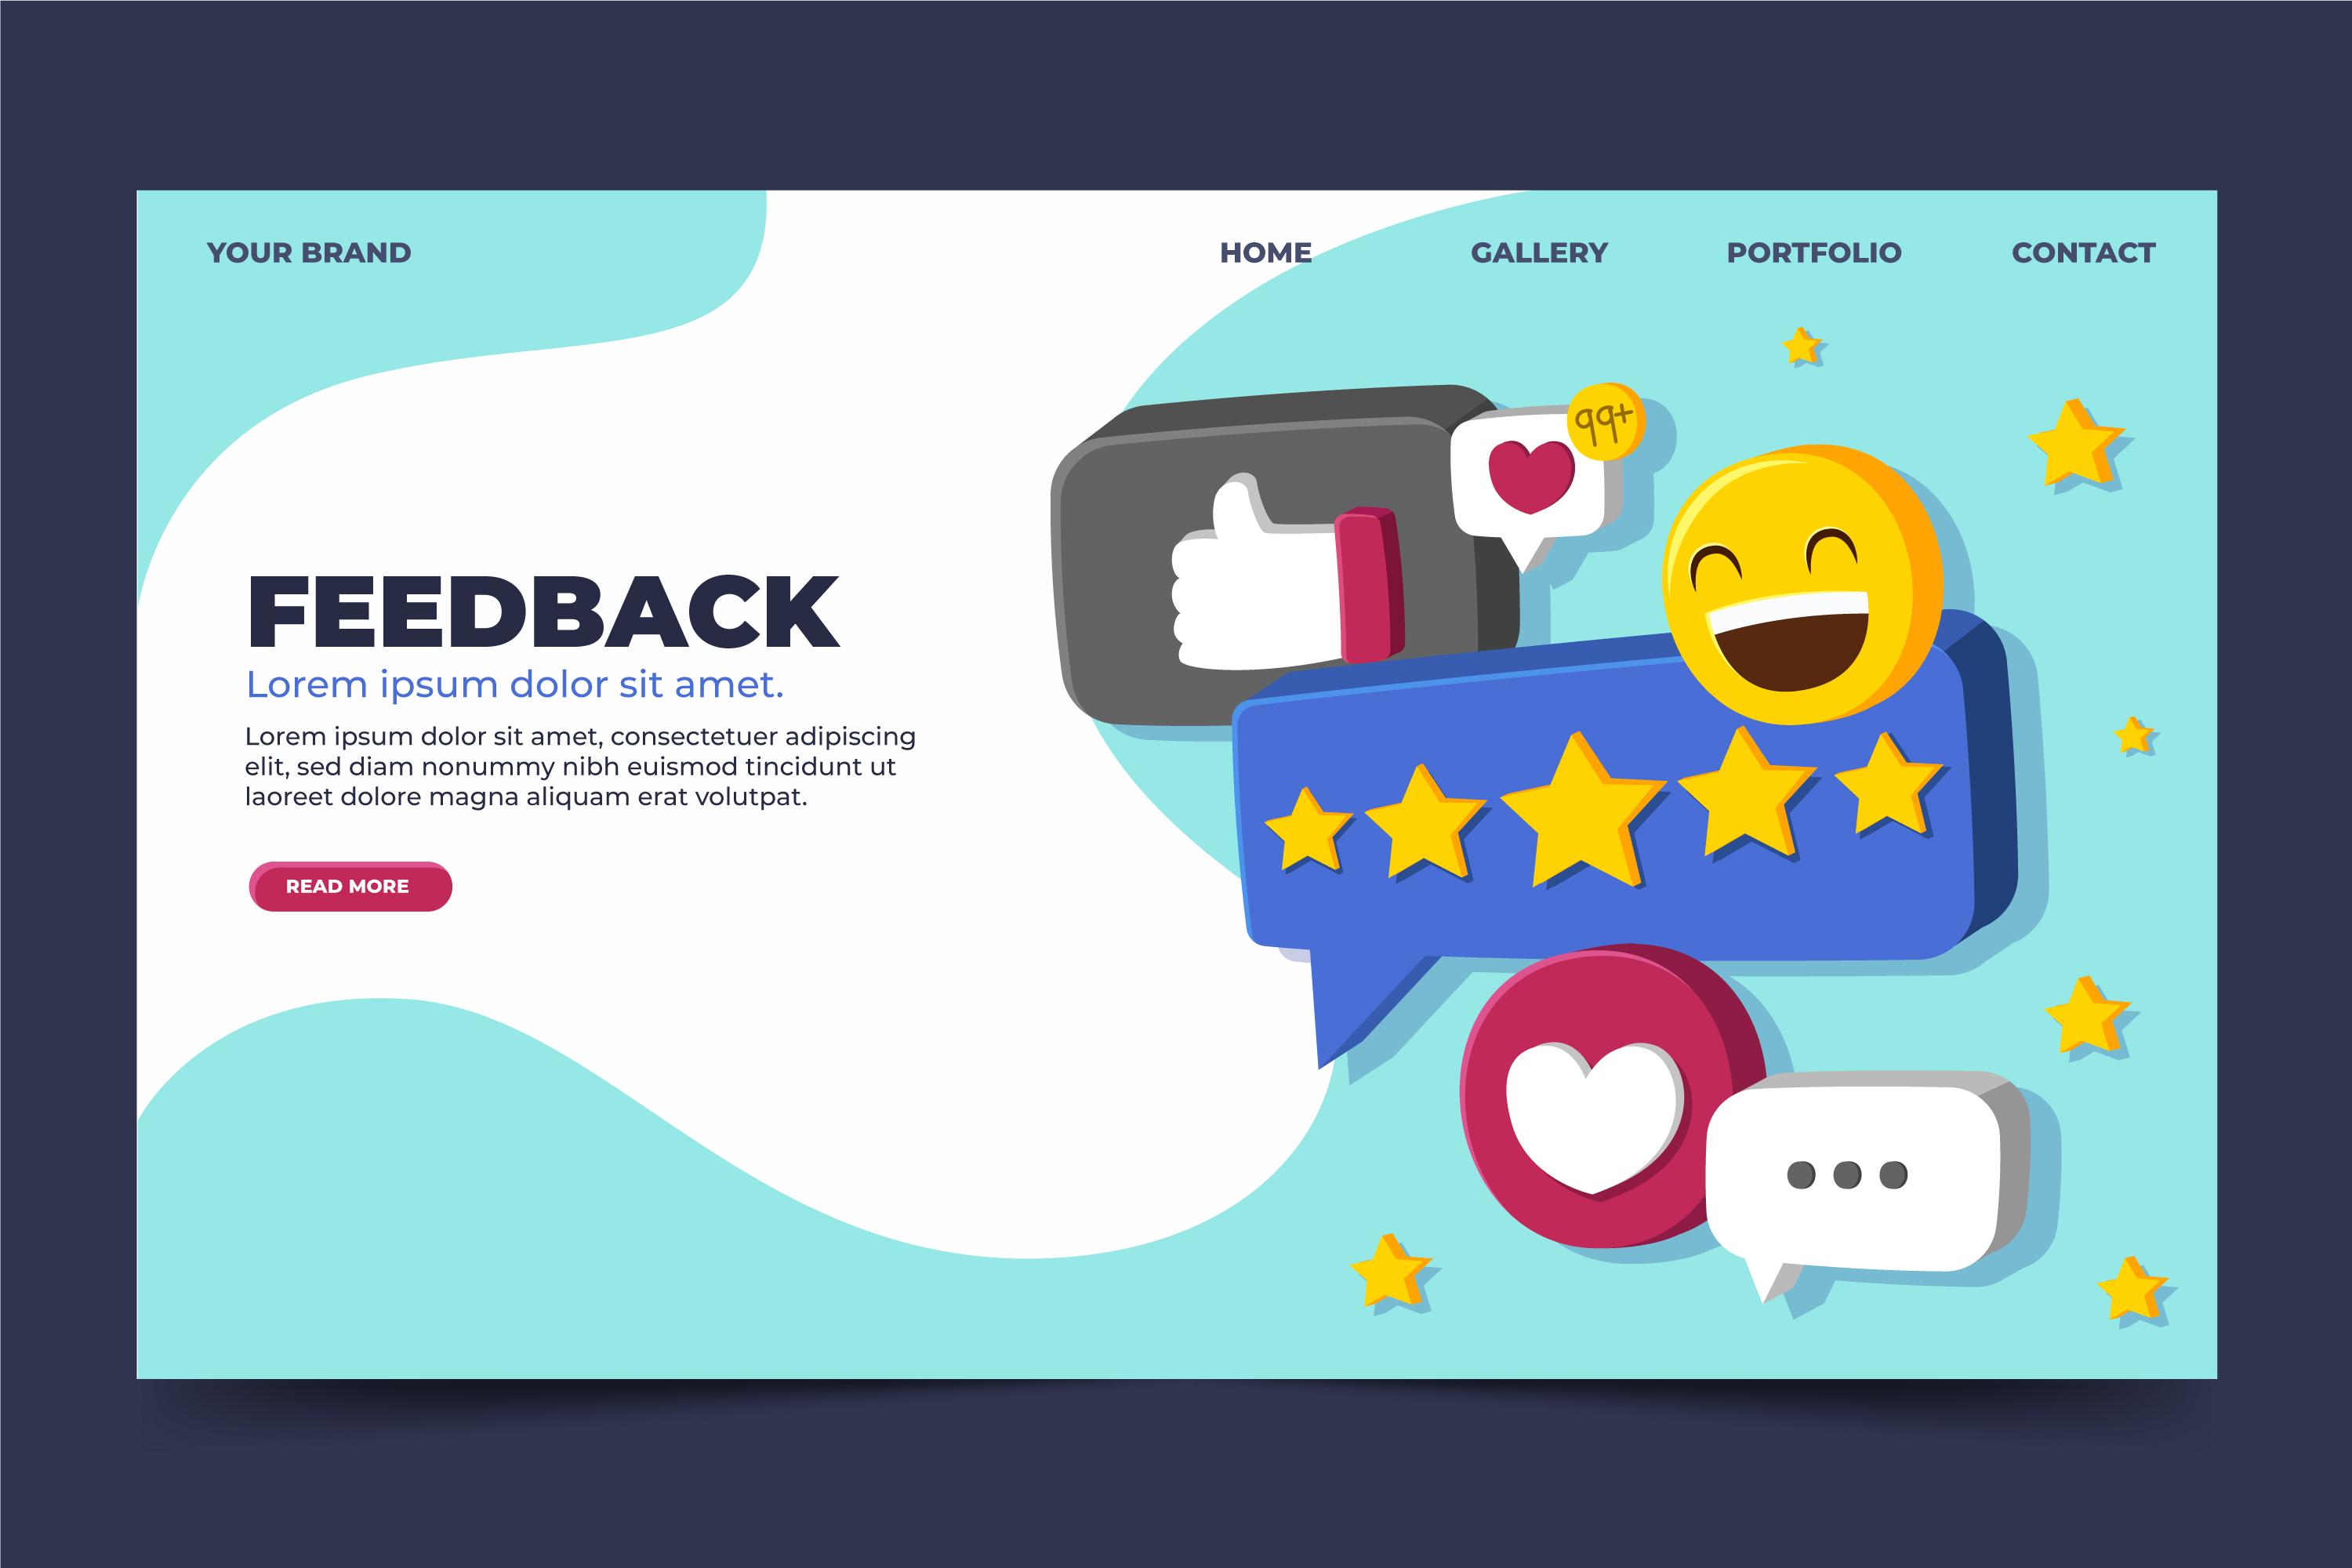 YOUR BRAND
HOME GALLERY PORTFOLIO CONTACT
99+
FEEDBACK
Lorem ipsum dolor sit amet.
Lorem ipsum dolor sit amet, consectetuer adipiscing
elit, sed diam nonummy nibh euismod tincidunt ut
laoreet dolore magna aliquam erat volutpat.
READ MORE